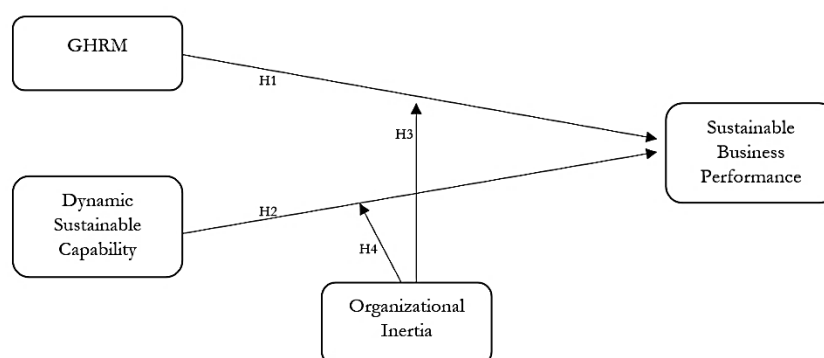 GHRM
H1
H3
Sustainable
Business
Performance
Dynamic
Sustainable
Capability
H2
H4
Organizational
Inertia